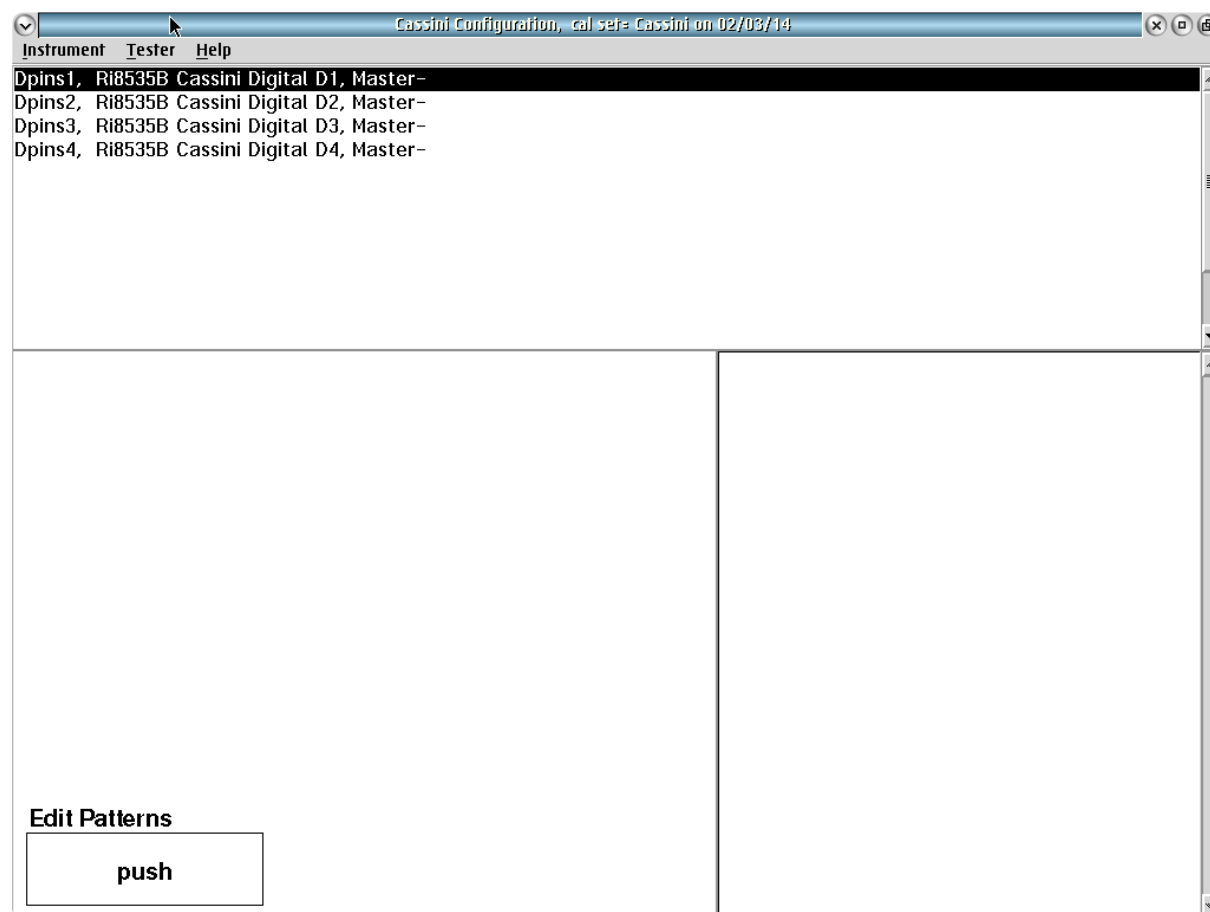 Cassini Configuration, cal set= Cassini on 02/03/14
Instrument Tester Help
Dpins1, Ri8535B Cassini Digital D1, Master-
Dpins2, Ri8535B Cassini Digital D2, Master-
Dpins3, Ri8535B Cassini Digital D3, Master-
Dpins4, Ri8535B Cassini Digital D4, Master-
Edit Patterns
push